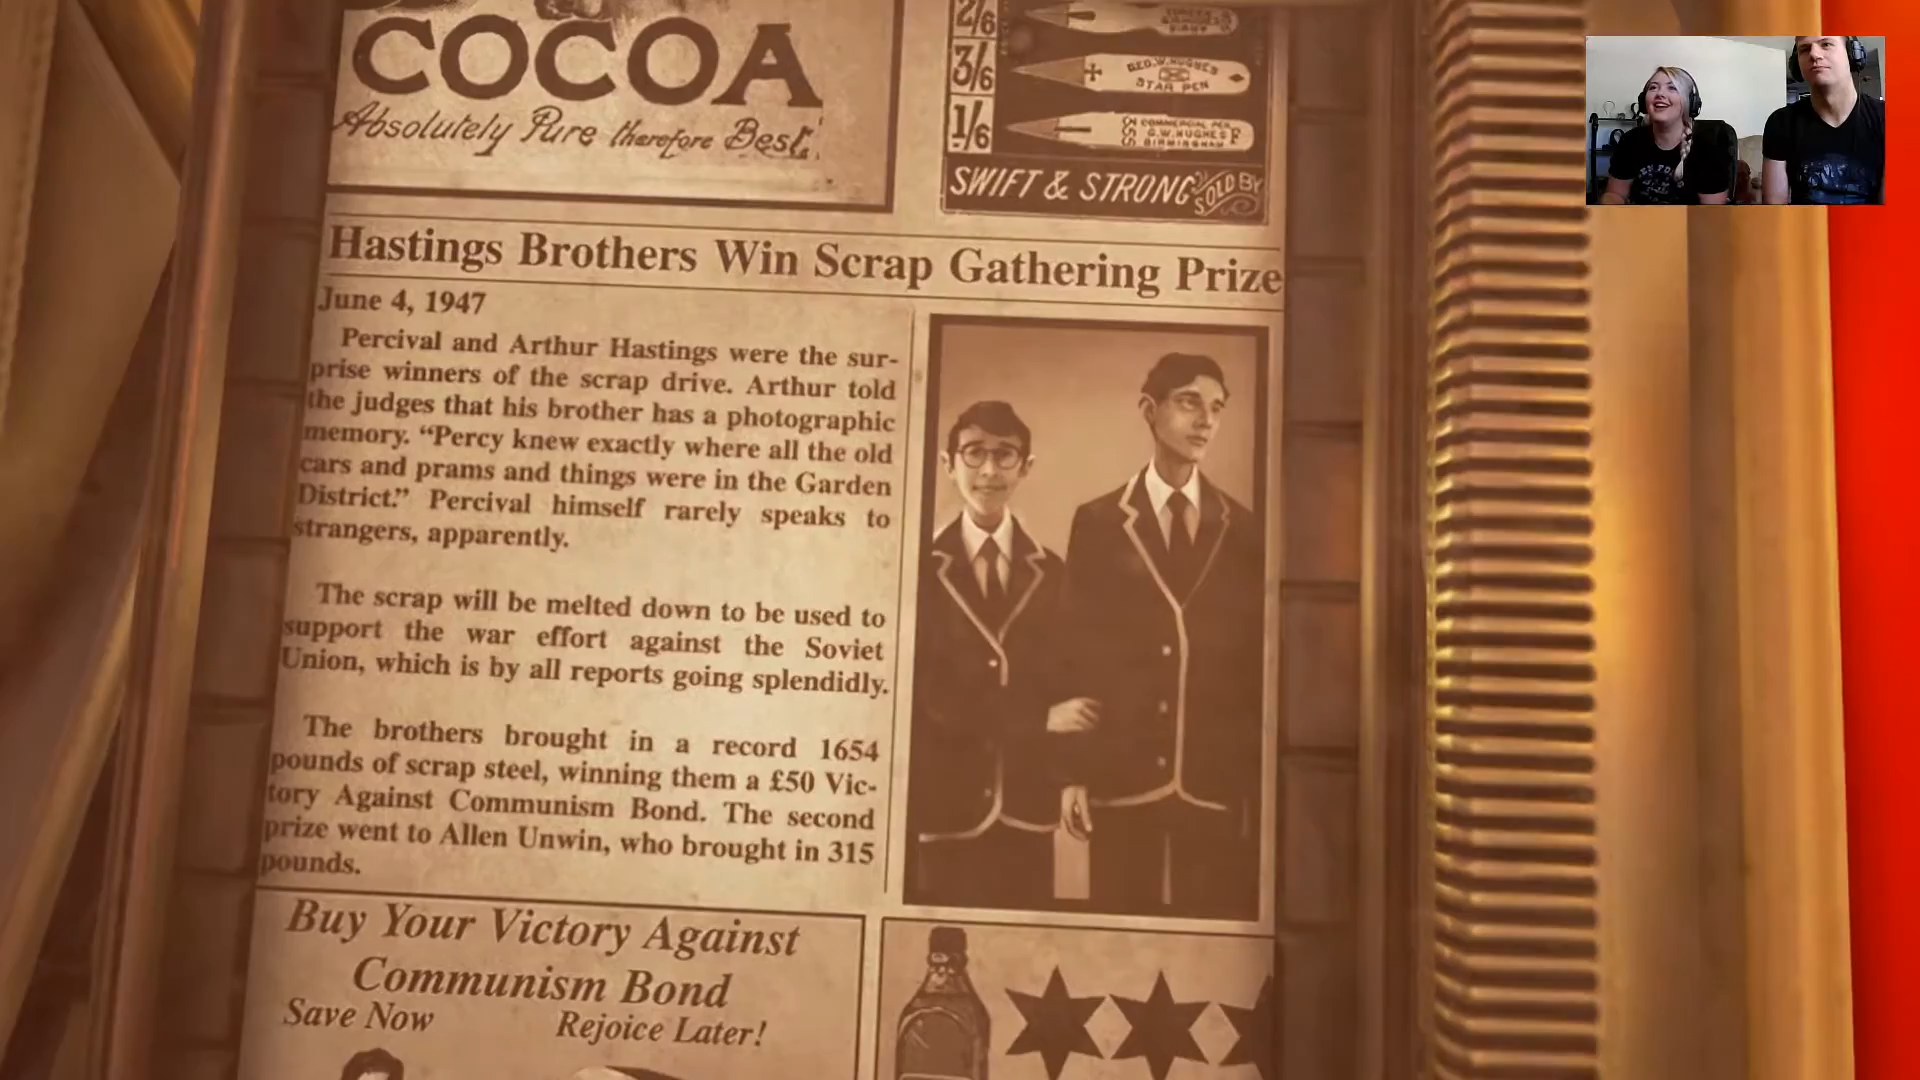 COCOA
Absolutely Pure therefore Best.
2/6
3/6
GEO. W. HUGHES
STAR PEN
1/6
COMMERCIAL PEN
G.W. HUGHES
BIRMINGHAM
SWIFT & STRONG SOLD BY
Hastings Brothers Win Scrap Gathering Prize
June 4, 1947
Percival and Arthur Hastings were the sur-
prise winners of the scrap drive. Arthur told
the judges that his brother has a photographic
memory. “Percy knew exactly where all the old
cars and prams and things were in the Garden
District.” Percival himself rarely speaks to
strangers, apparently.
The scrap will be melted down to be used to
support the war effort against the Soviet
Union, which is by all reports going splendidly.
The brothers brought in a record 1654
pounds of scrap steel, winning them a £50 Vic-
tory Against Communism Bond. The second
prize went to Allen Unwin, who brought in 315
pounds.
Buy Your Victory Against
Communism Bond
Save Now Rejoice Later!